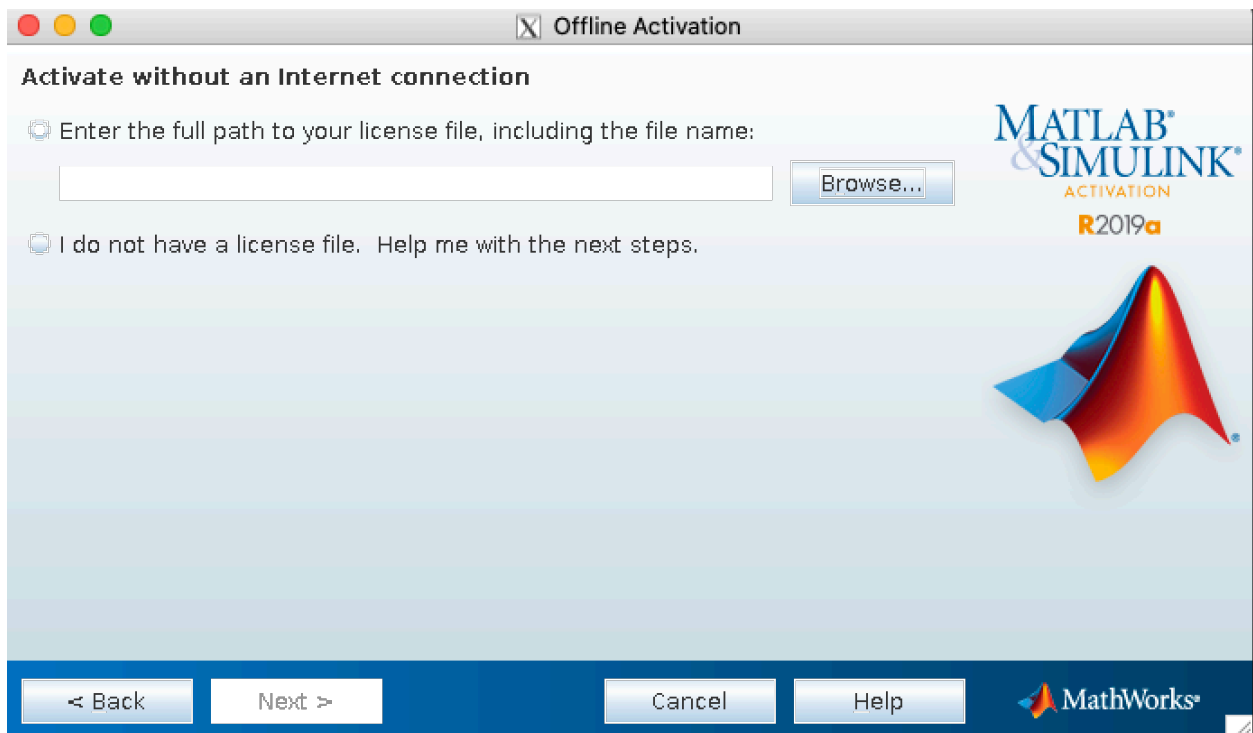 Offline Activation
Activate without an Internet connection
Enter the full path to your license file, including the file name:
Browse...
I do not have a license file.  Help me with the next steps.
MATLAB®
&SIMULINK®
ACTIVATION
R2019a
< Back
Next >
Cancel
Help
MathWorks®